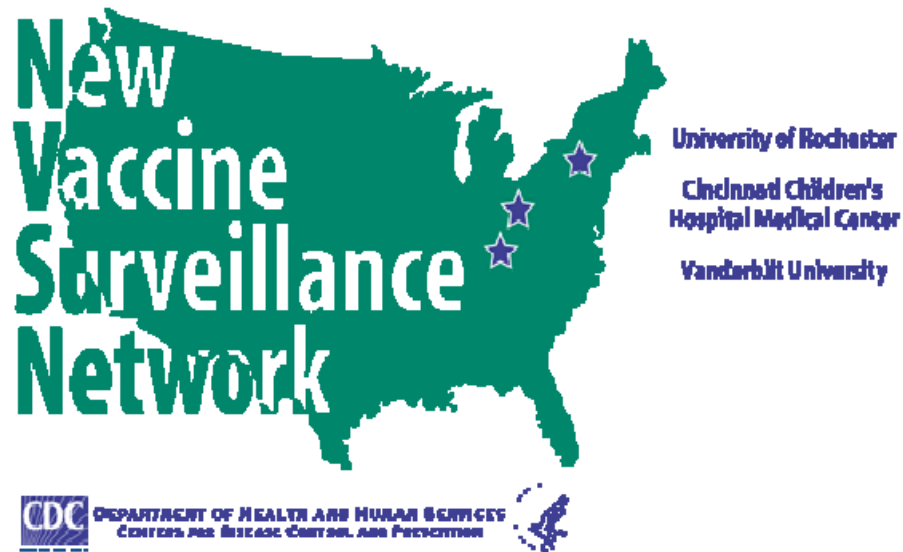 New
Vaccine
Surveillance
Network
University of Rochester
Cincinnati Children's
Hospital Medical Center
Vanderbilt University
CDC
DEPARTMENT OF HEALTH AND HUMAN SERVICES
CENTERS FOR DISEASE CONTROL AND PREVENTION